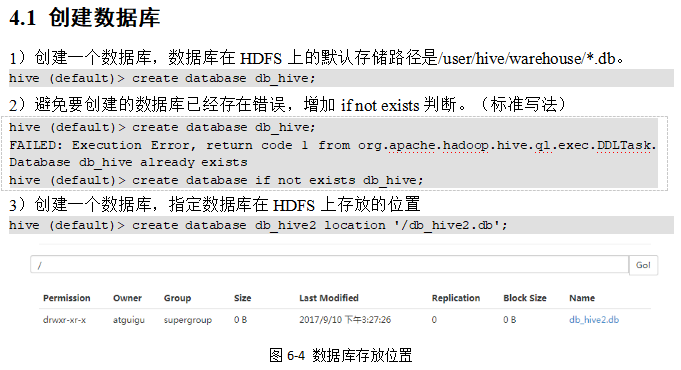 4.1 创建数据库
1）创建一个数据库，数据库在 HDFS 上的默认存储路径是/user/hive/warehouse/*.db。
hive (default)> create database db_hive;
2）避免要创建的数据库已经存在错误，增加 if not exists 判断。（标准写法）
hive (default)> create database db_hive;
FAILED: Execution Error, return code 1 from org.apache.hadoop.hive.ql.exec.DDLTask.
Database db_hive already exists
hive (default)> create database if not exists db_hive;
3）创建一个数据库，指定数据库在 HDFS 上存放的位置
hive (default)> create database db_hive2 location '/db_hive2.db';
/ Go!
Permission Owner Group Size Last Modified Replication Block Size Name
drwxr-xr-x atguigu supergroup 0 B 2017/9/10 下午3:27:26 0 0 B db_hive2.db
图 6-4 数据库存放位置